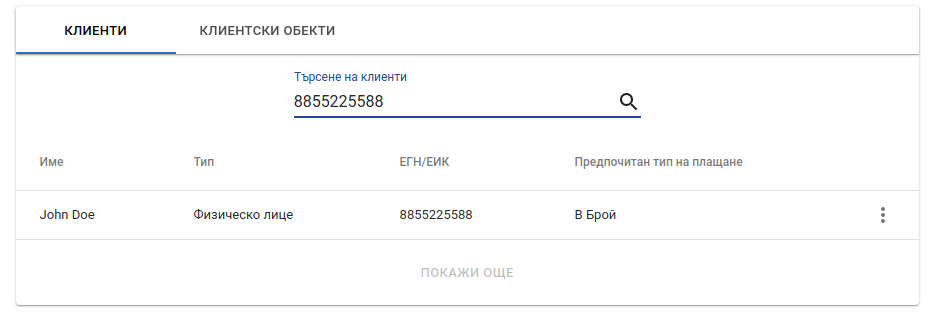 КЛИЕНТИ КЛИЕНТСКИ ОБЕКТИ
Търсене на клиенти
8855225588
Име Тип ЕГН/ЕИК Предпочитан тип на плащане
John Doe Физическо лице 8855225588 В Брой
ПОКАЖИ ОЩЕ